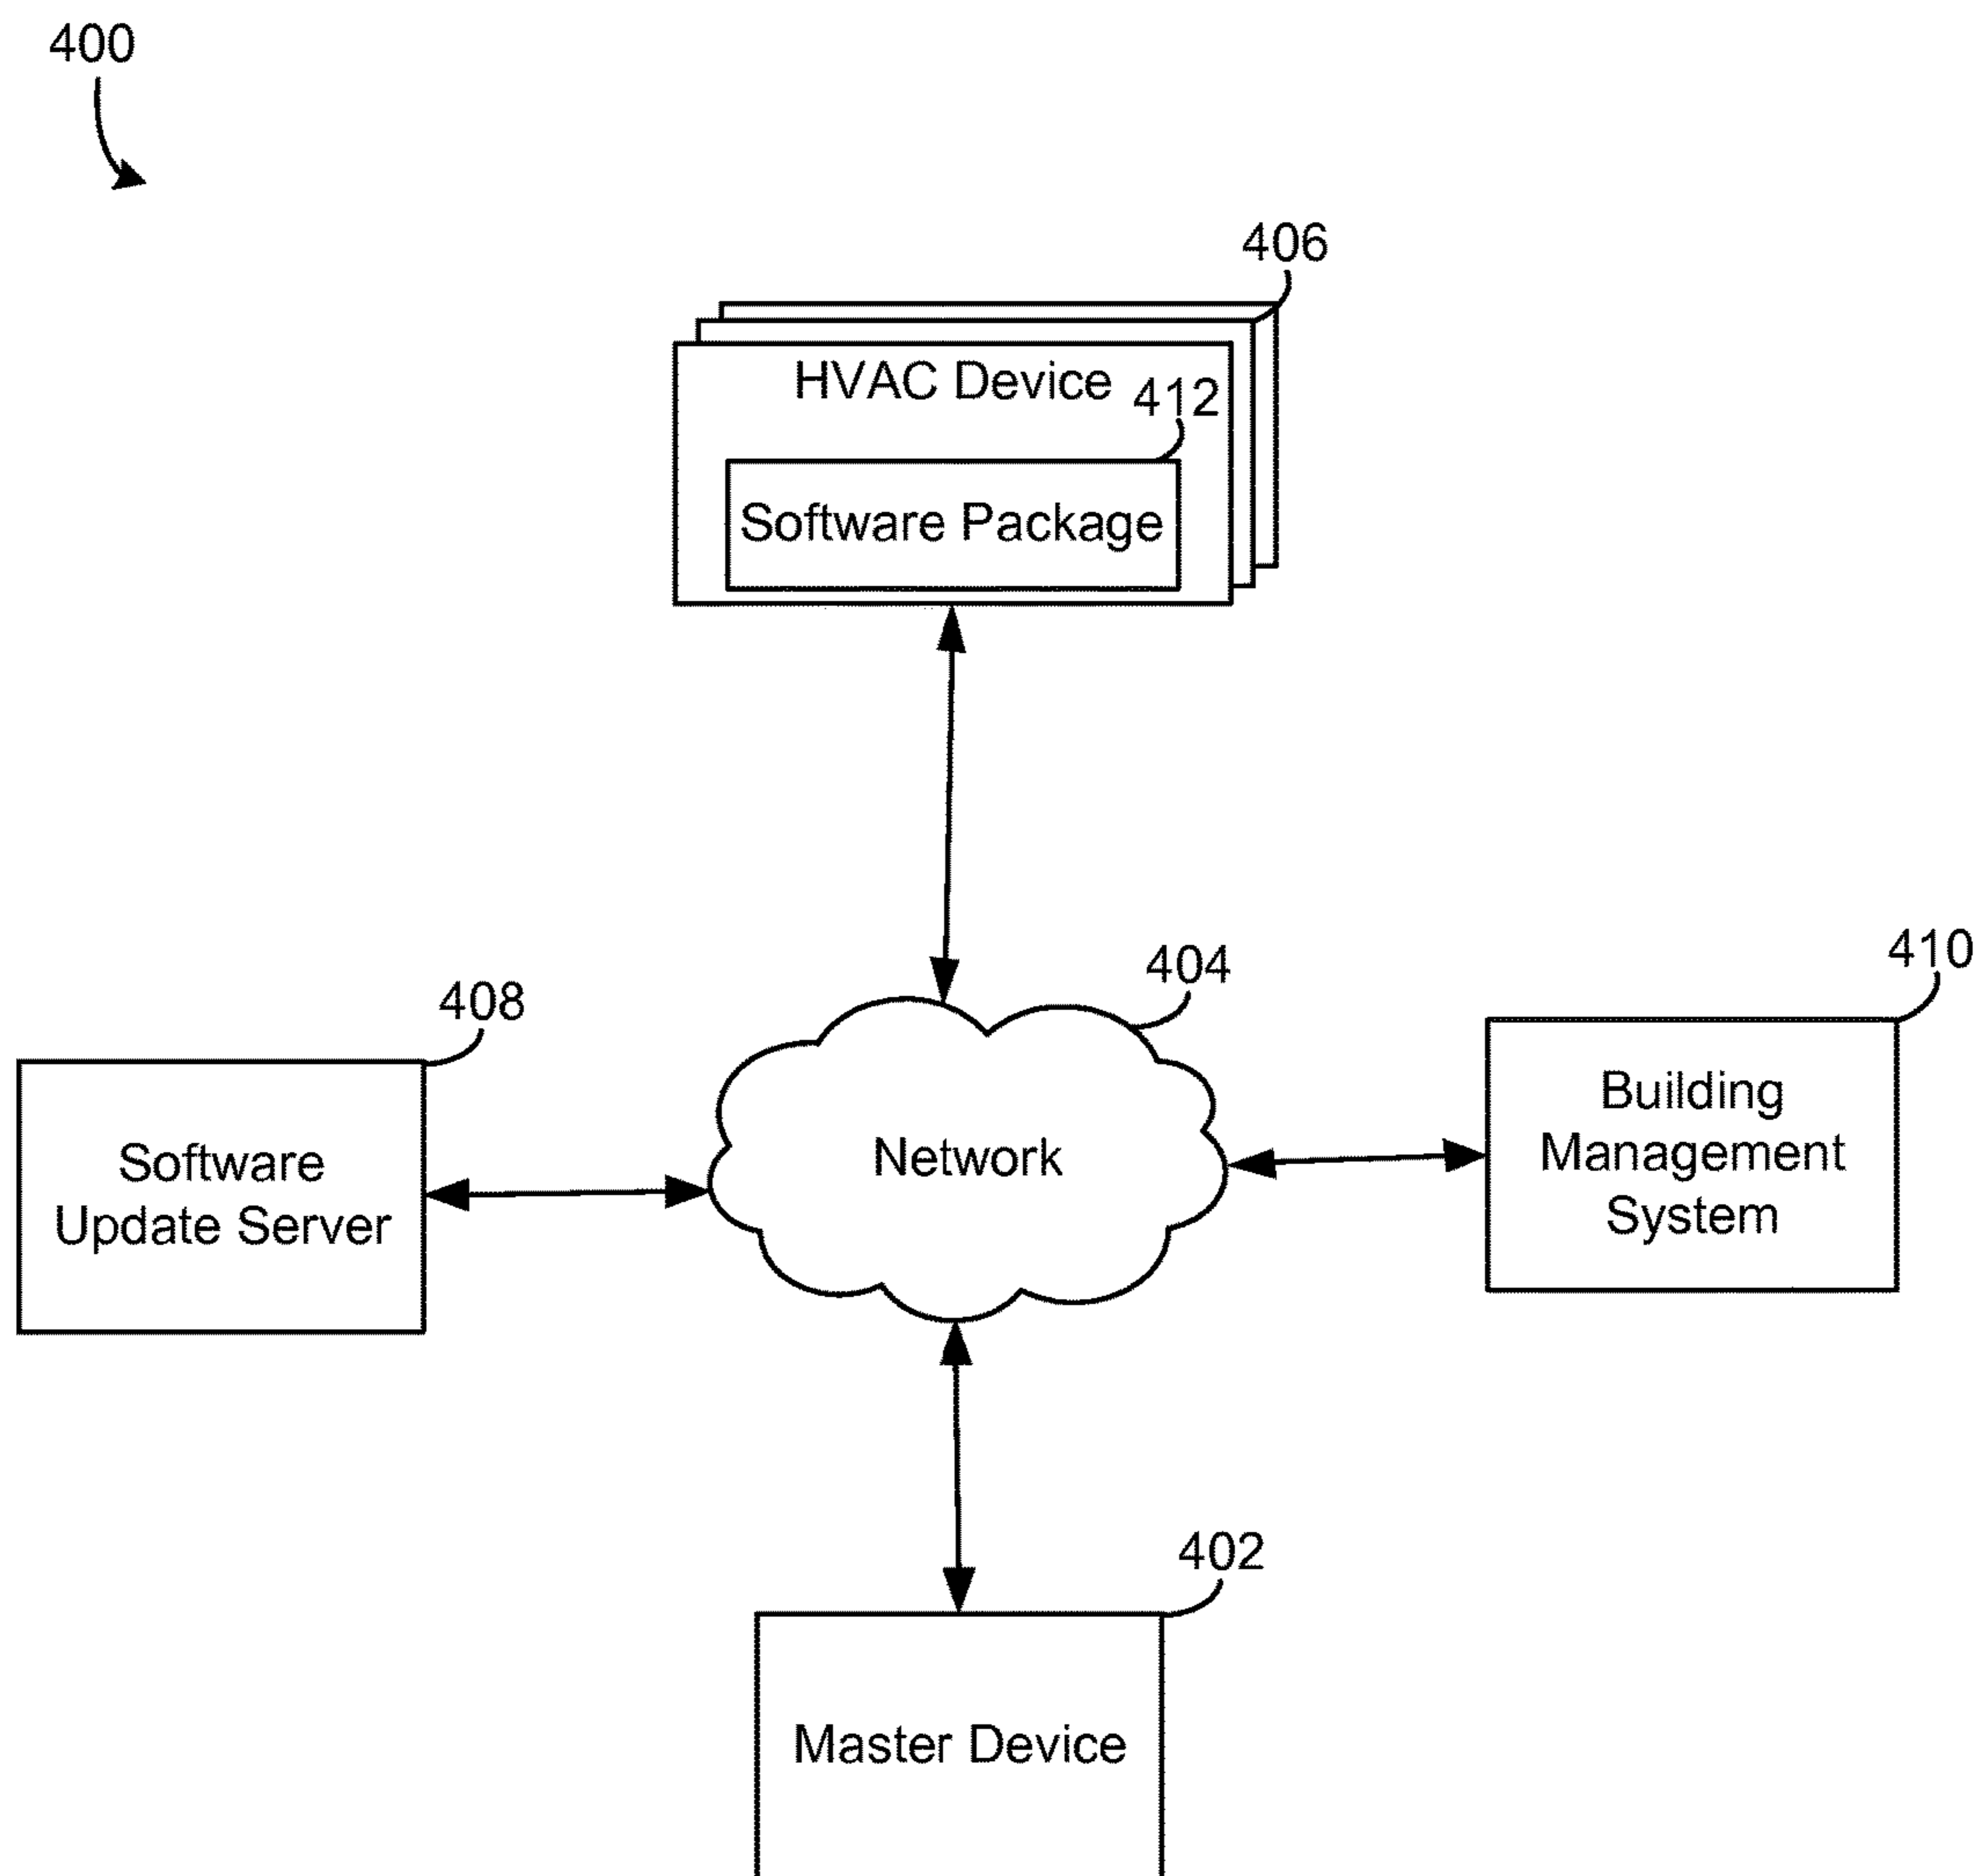 400
406
HVAC Device
412
Software Package
404
410
408
Network
Building
Management
System
Software
Update Server
402
Master Device